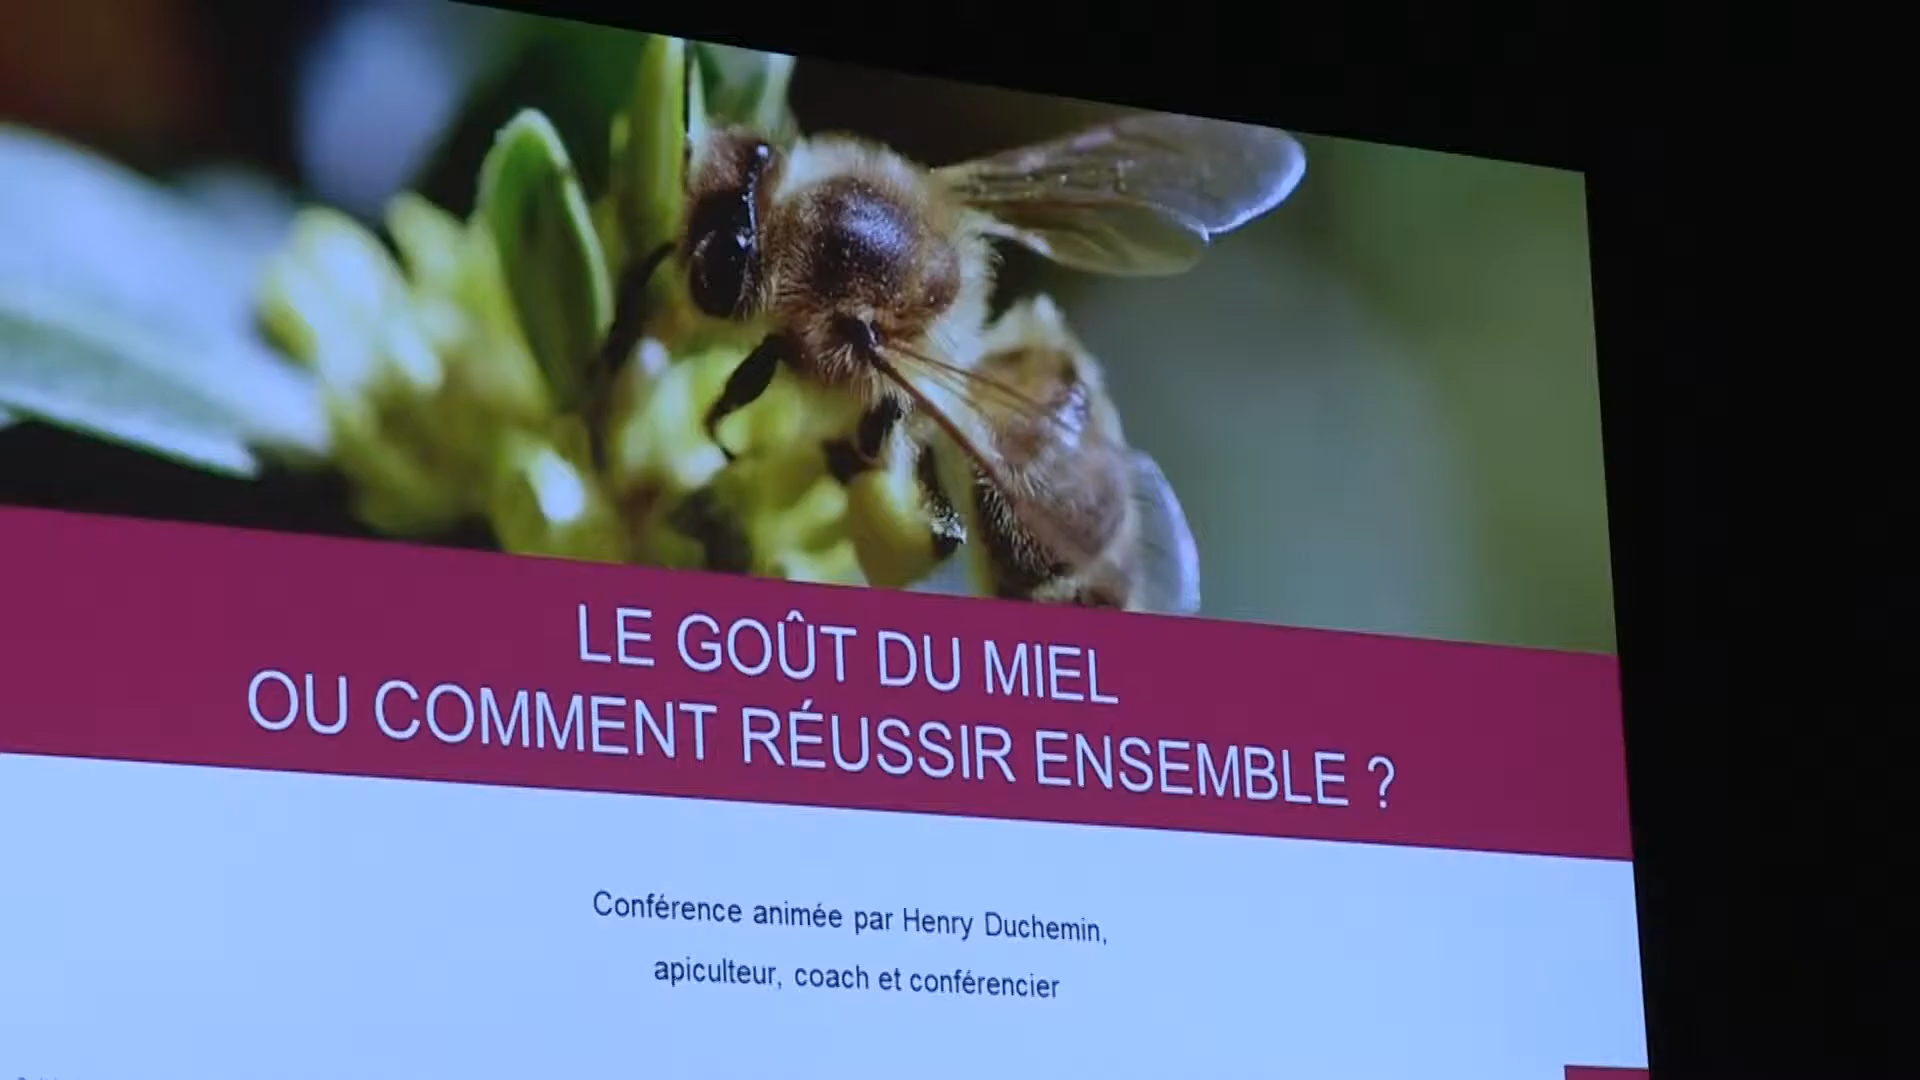 LE GOÛT DU MIEL
OU COMMENT RÉUSSIR ENSEMBLE ?
Conférence animée par Henry Duchemin,
apiculteur, coach et conférencier